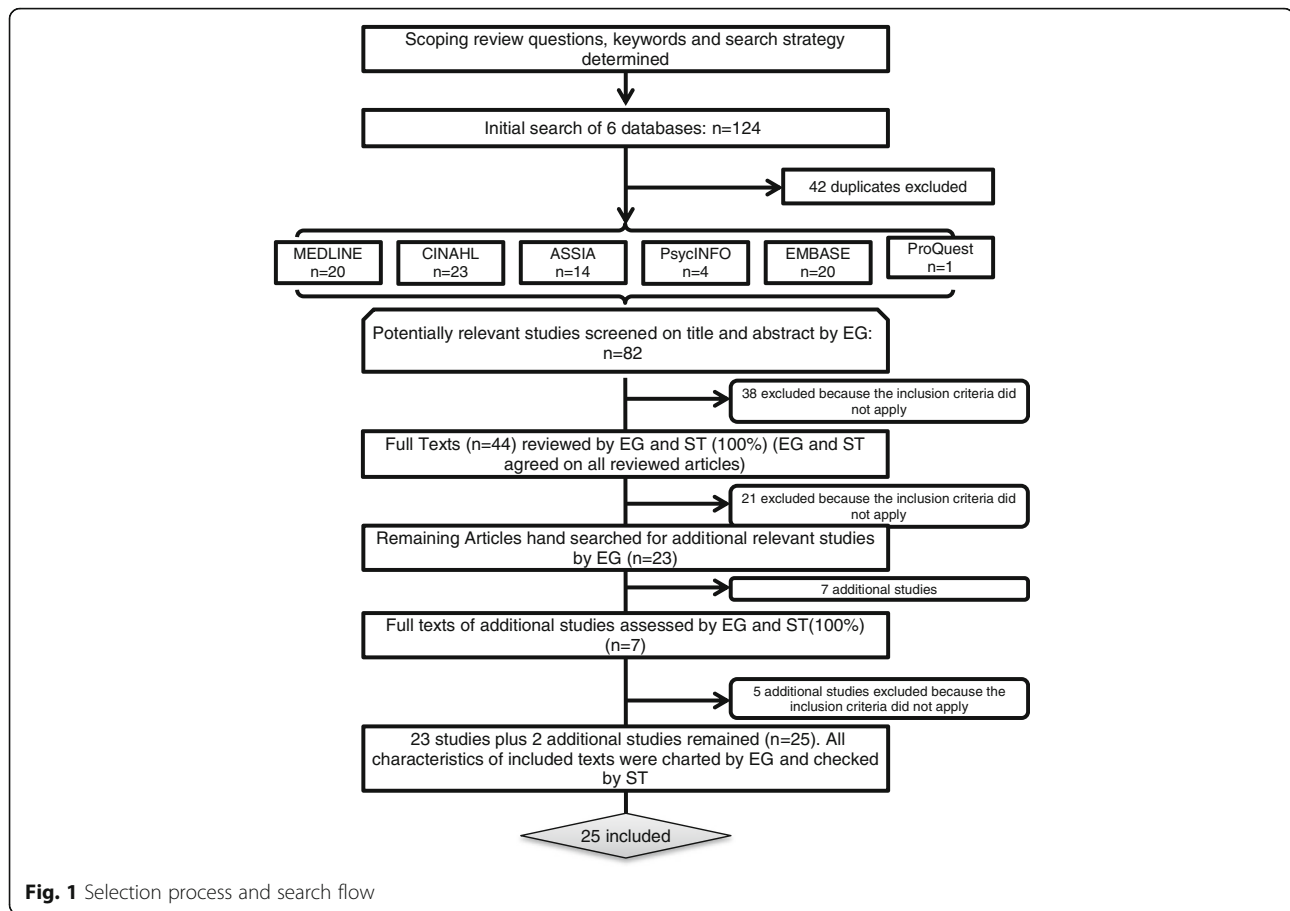 Scoping review questions, keywords and search strategy
determined
Initial search of 6 databases: n=124
42 duplicates excluded
MEDLINE
n=20
CINAHL
n=23
ASSIA
n=14
PsycINFO
n=4
EMBASE
n=20
ProQuest
n=1
Potentially relevant studies screened on title and abstract by EG:
n=82
38 excluded because the inclusion criteria did
not apply
Full Texts (n=44) reviewed by EG and ST (100%) (EG and ST
agreed on all reviewed articles)
21 excluded because the inclusion criteria did
not apply
Remaining Articles hand searched for additional relevant studies
by EG (n=23)
7 additional studies
Full texts of additional studies assessed by EG and ST(100%)
(n=7)
5 additional studies excluded because the
inclusion criteria did not apply
23 studies plus 2 additional studies remained (n=25). All
characteristics of included texts were charted by EG and checked
by ST
25 included
Fig. 1 Selection process and search flow